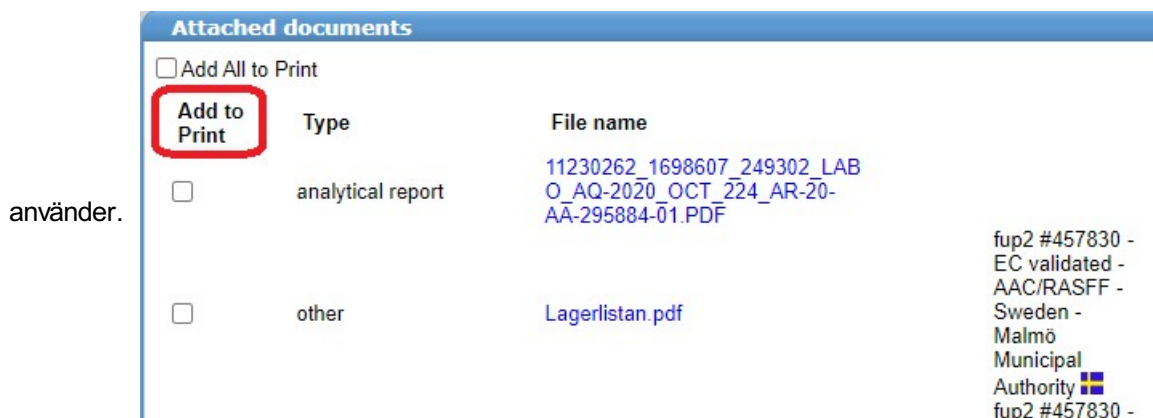 Attached documents
Add All to Print
Add to
Print
Type
File name
analytical report
11230262_1698607_249302_LAB
O_AQ-2020_OCT_224_AR-20-
AA-295884-01.PDF
använder.
other
Lagerlistan.pdf
fup2 #457830 -
EC validated -
AAC/RASFF -
Sweden -
Malmö
Municipal
Authority
fup2 #457830 -